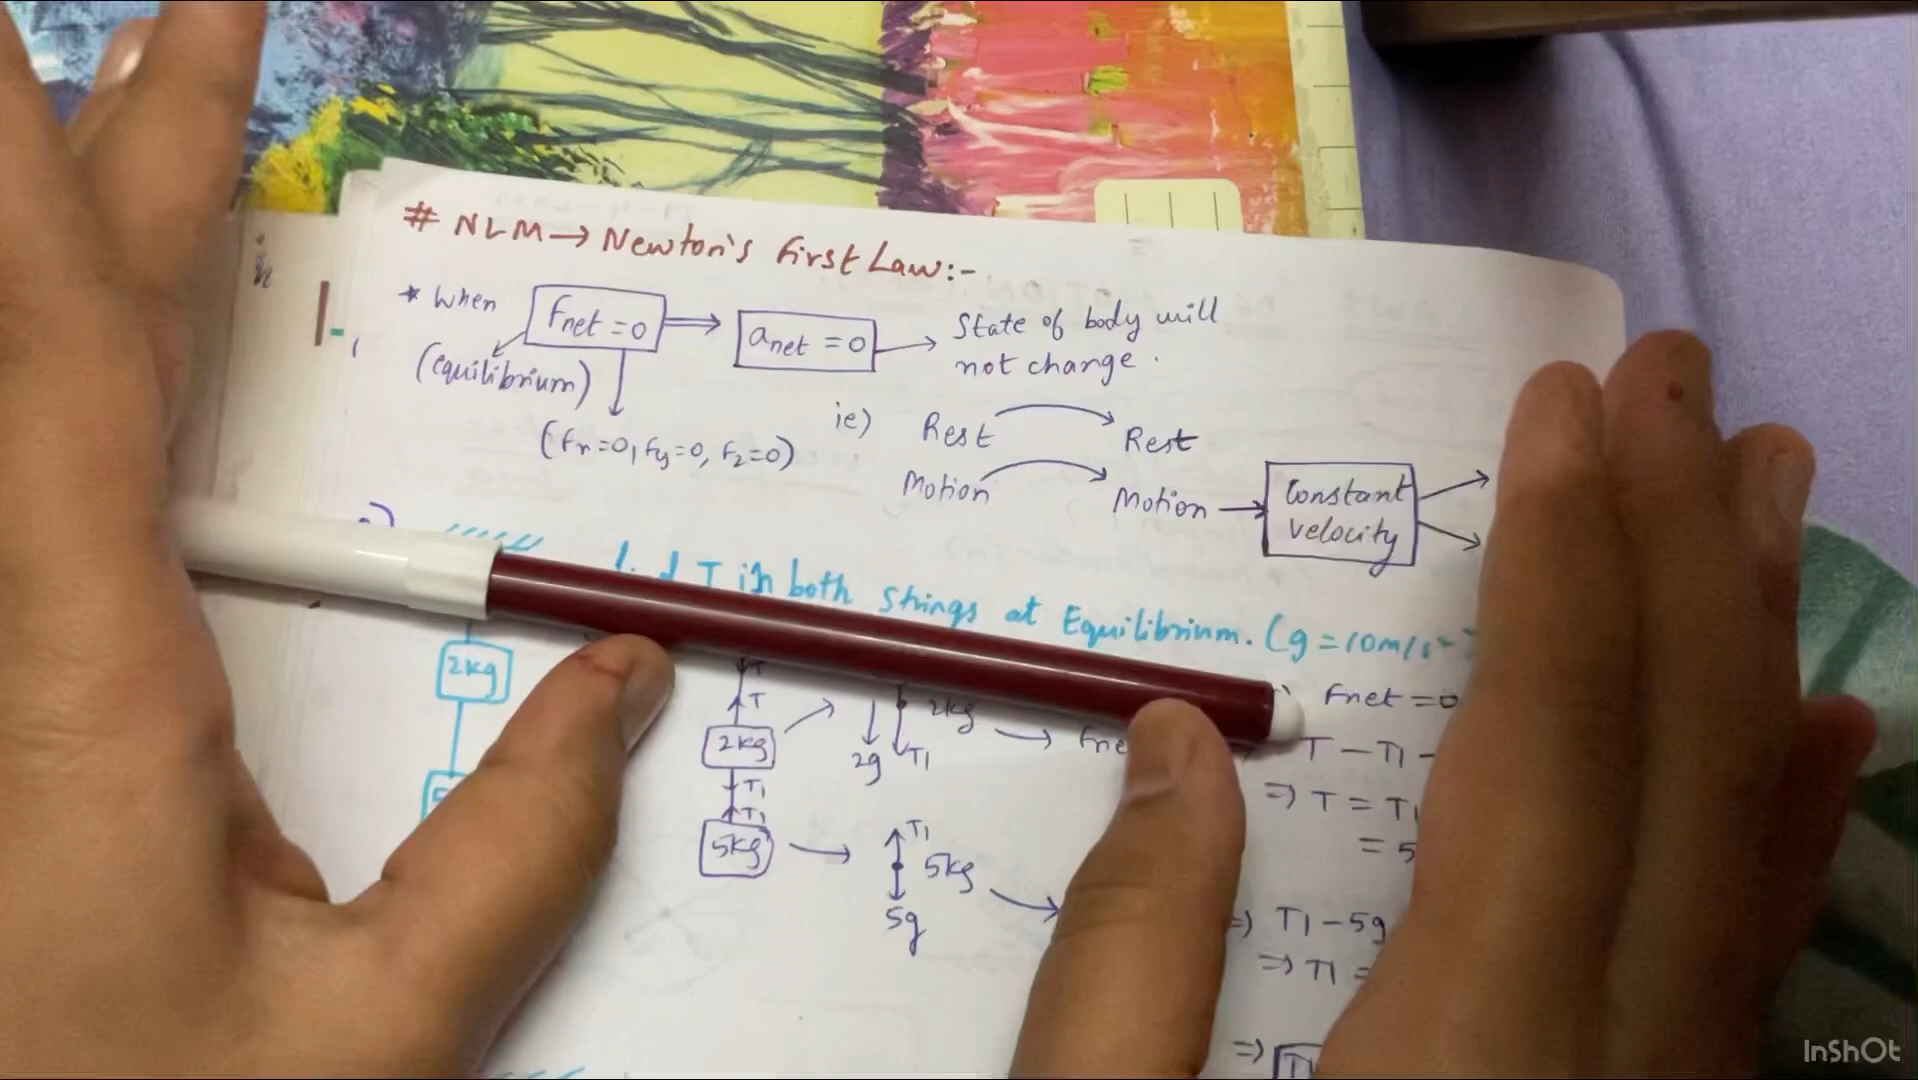 # NLM → Newton's first Law:-
* when Fnet = 0 ⇒ anet = 0 → State of body will
not change.
(equilibrium)
(Fx=0, Fy=0, Fz=0)
ie) Rest Rest
Motion Motion → Constant
velocity
T in both strings at Equilibrium. (g = 10m/s²
2kg
T
T
2kg
T1
T1
5kg
2kg
2g T1
T1
5kg
5g
Fnet = 0
T - T1 -
⇒ T = T1
= 5
⇒ T1 - 5g
⇒ T1 =
⇒
InShOt